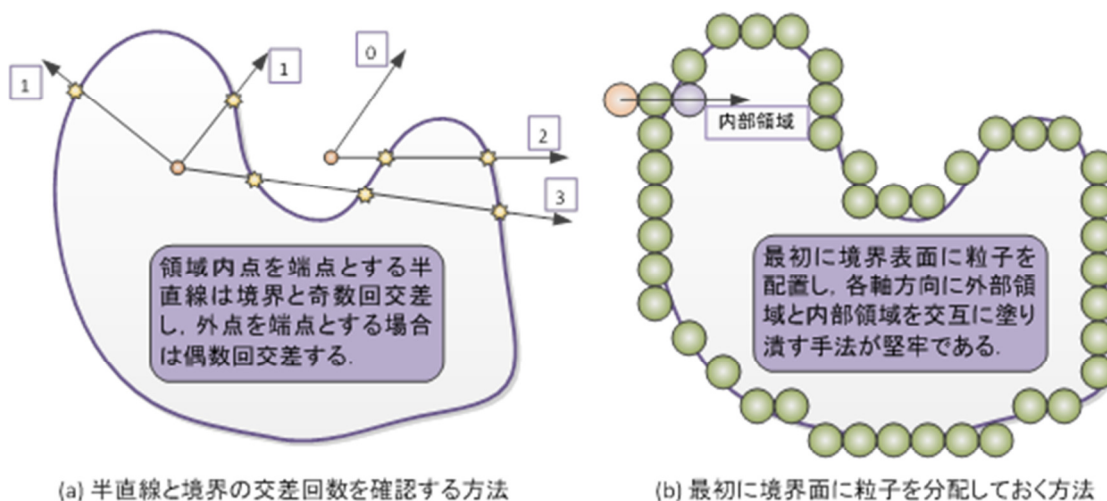 1
1
0
2
3
領域内点を端点とする半
直線は境界と奇数回交差
し, 外点を端点とする場合
は偶数回交差する.
(a) 半直線と境界の交差回数を確認する方法
内部領域
最初に境界表面に粒子を
配置し, 各軸方向に外部領
域と内部領域を交互に塗り
潰す手法が堅牢である.
(b) 最初に境界面に粒子を分配しておく方法